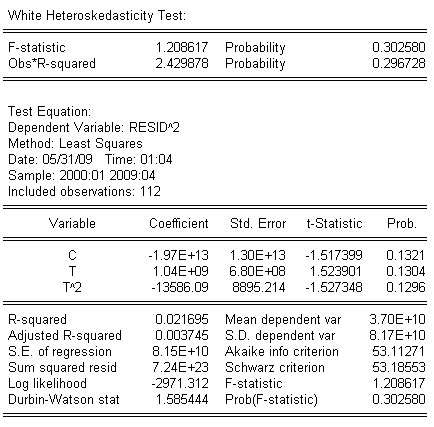 White Heteroskedasticity Test:
F-statistic 1.208617 Probability 0.302580
Obs*R-squared 2.429878 Probability 0.296728
Test Equation:
Dependent Variable: RESID^2
Method: Least Squares
Date: 05/31/09 Time: 01:04
Sample: 2000:01 2009:04
Included observations: 112
Variable Coefficient Std. Error t-Statistic Prob.
C -1.97E+13 1.30E+13 -1.517399 0.1321
T 1.04E+09 6.80E+08 1.523901 0.1304
T^2 -13586.09 8895.214 -1.527348 0.1296
R-squared 0.021695 Mean dependent var 3.70E+10
Adjusted R-squared 0.003745 S.D. dependent var 8.17E+10
S.E. of regression 8.15E+10 Akaike info criterion 53.11271
Sum squared resid 7.24E+23 Schwarz criterion 53.18553
Log likelihood -2971.312 F-statistic 1.208617
Durbin-Watson stat 1.585444 Prob(F-statistic) 0.302580